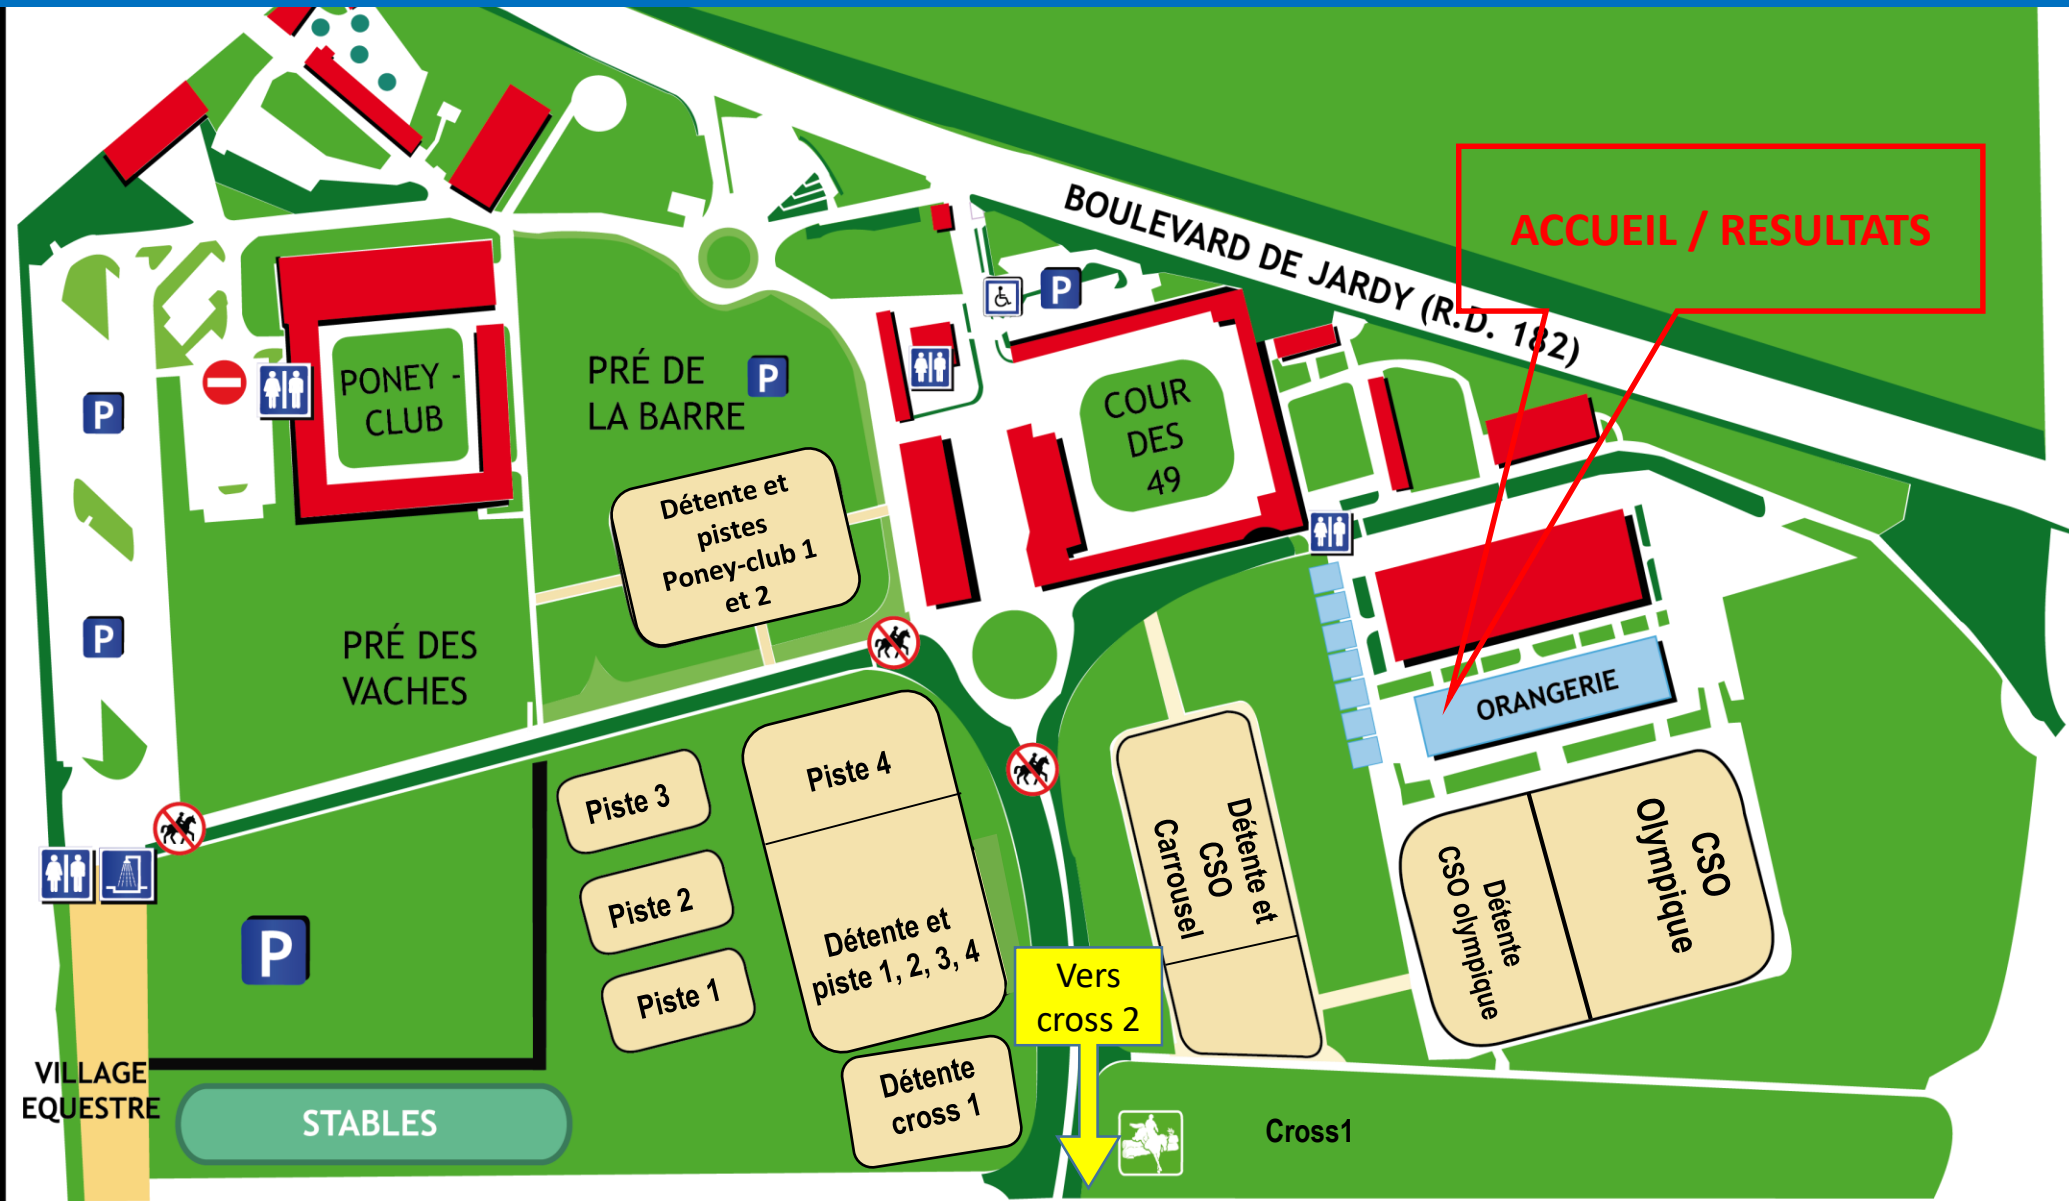 BOULEVARD DE JARDY (R.D. 182)
ACCUEIL / RESULTATS
P
PONEY -
CLUB
PRÉ DE
LA BARRE
P
COUR
DES
49
P
Détente et
pistes
Poney-club 1
et 2
P
PRÉ DES
VACHES
ORANGERIE
Piste 4
Piste 3
Piste 2
Piste 1
Détente et
piste 1, 2, 3, 4
Détente et
CSO
Carrousel
CSO
Olympique
Détente
CSO olympique
P
Vers
cross 2
VILLAGE
EQUESTRE
STABLES
Détente
cross 1
Cross1